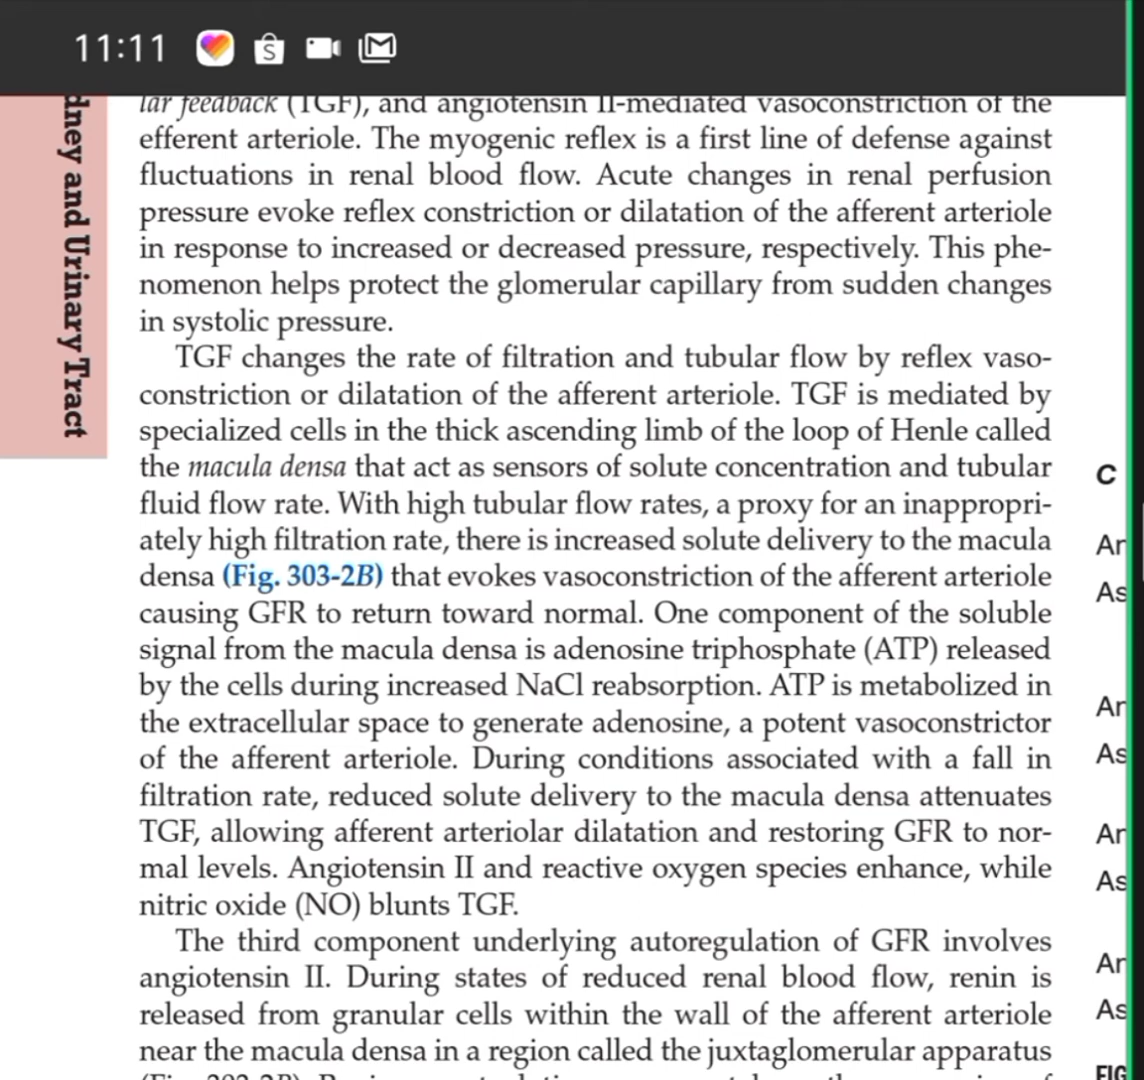 11:11
dney and Urinary Tract
lar feedback (TGF), and angiotensin II-mediated vasoconstriction of the
efferent arteriole. The myogenic reflex is a first line of defense against
fluctuations in renal blood flow. Acute changes in renal perfusion
pressure evoke reflex constriction or dilatation of the afferent arteriole
in response to increased or decreased pressure, respectively. This phe-
nomenon helps protect the glomerular capillary from sudden changes
in systolic pressure.
TGF changes the rate of filtration and tubular flow by reflex vaso-
constriction or dilatation of the afferent arteriole. TGF is mediated by
specialized cells in the thick ascending limb of the loop of Henle called
the macula densa that act as sensors of solute concentration and tubular
fluid flow rate. With high tubular flow rates, a proxy for an inappropri-
ately high filtration rate, there is increased solute delivery to the macula
densa (Fig. 303-2B) that evokes vasoconstriction of the afferent arteriole
causing GFR to return toward normal. One component of the soluble
signal from the macula densa is adenosine triphosphate (ATP) released
by the cells during increased NaCl reabsorption. ATP is metabolized in
the extracellular space to generate adenosine, a potent vasoconstrictor
of the afferent arteriole. During conditions associated with a fall in
filtration rate, reduced solute delivery to the macula densa attenuates
TGF, allowing afferent arteriolar dilatation and restoring GFR to nor-
mal levels. Angiotensin II and reactive oxygen species enhance, while
nitric oxide (NO) blunts TGF.
The third component underlying autoregulation of GFR involves
angiotensin II. During states of reduced renal blood flow, renin is
released from granular cells within the wall of the afferent arteriole
near the macula densa in a region called the juxtaglomerular apparatus
C
Ar
As
Ar
As
Ar
As
Ar
As
FIG